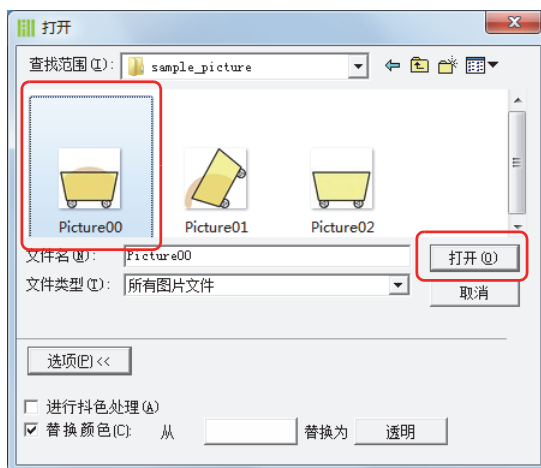 打开
查找范围(I): sample_picture
Picture00 Picture01 Picture02
文件名(N): Picture00 打开(O)
文件类型(T): 所有图片文件 取消
选项(P)<<
进行抖色处理(A)
替换颜色(C): 从 替换为 透明